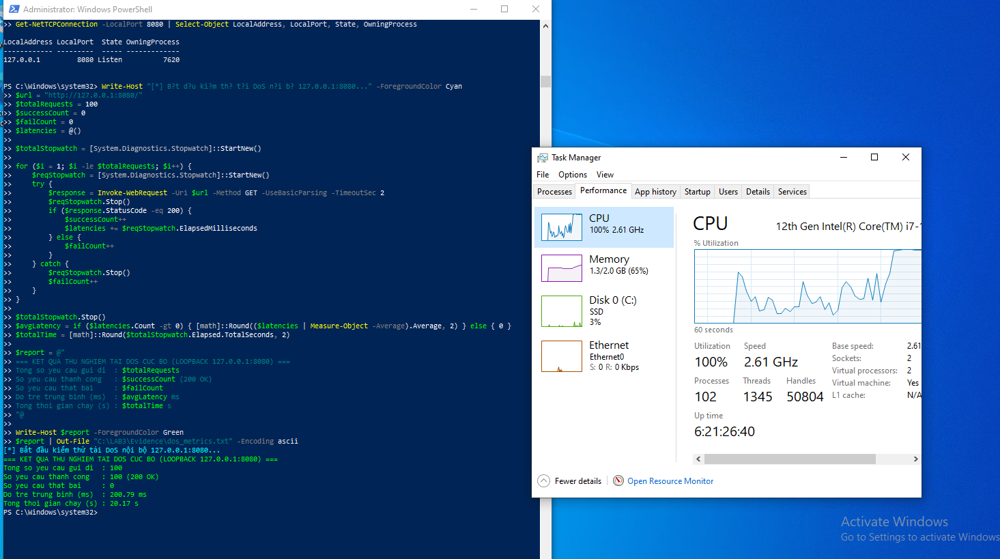 Administrator: Windows PowerShell
>> Get-NetTCPConnection -LocalPort 8080 | Select-Object LocalAddress, LocalPort, State, OwningProcess
LocalAddress LocalPort  State OwningProcess
------------ ---------  ----- -------------
127.0.0.1         8080 Listen          7620
PS C:\Windows\system32> Write-Host "[*] B?t d?u ki?m th? t?i DoS n?i b? 127.0.0.1:8080..." -ForegroundColor Cyan
>> $url = "http://127.0.0.1:8080/"
>> $totalRequests = 100
>> $successCount = 0
>> $failCount = 0
>> $latencies = @()
>>
>> $totalStopwatch = [System.Diagnostics.Stopwatch]::StartNew()
>>
>> for ($i = 1; $i -le $totalRequests; $i++) {
>>     $reqStopwatch = [System.Diagnostics.Stopwatch]::StartNew()
>>     try {
>>         $response = Invoke-WebRequest -Uri $url -Method GET -UseBasicParsing -TimeoutSec 2
>>         $reqStopwatch.Stop()
>>         if ($response.StatusCode -eq 200) {
>>             $successCount++
>>             $latencies += $reqStopwatch.ElapsedMilliseconds
>>         } else {
>>             $failCount++
>>         }
>>     } catch {
>>         $reqStopwatch.Stop()
>>         $failCount++
>>     }
>> }
>>
>> $totalStopwatch.Stop()
>> $avgLatency = if ($latencies.Count -gt 0) { [math]::Round(($latencies | Measure-Object -Average).Average, 2) } else { 0 }
>> $totalTime = [math]::Round($totalStopwatch.Elapsed.TotalSeconds, 2)
>>
>> $report = @"
>> === KET QUA THU NGHIEM TAI DOS CUC BO (LOOPBACK 127.0.0.1:8080) ===
>> Tong so yeu cau gui di  : $totalRequests
>> So yeu cau thanh cong   : $successCount (200 OK)
>> So yeu cau that bai     : $failCount
>> Do tre trung binh (ms)  : $avgLatency ms
>> Tong thoi gian chay (s) : $totalTime s
>> "@
>>
>> Write-Host $report -ForegroundColor Green
>> $report | Out-File "C:\LAB3\Evidence\dos_metrics.txt" -Encoding ascii
[*] Bắt đầu kiểm thử tải DoS nội bộ 127.0.0.1:8080...
=== KET QUA THU NGHIEM TAI DOS CUC BO (LOOPBACK 127.0.0.1:8080) ===
Tong so yeu cau gui di  : 100
So yeu cau thanh cong   : 100 (200 OK)
So yeu cau that bai     : 0
Do tre trung binh (ms)  : 200.79 ms
Tong thoi gian chay (s) : 20.17 s
PS C:\Windows\system32>
Task Manager
File Options View
Processes Performance App history Startup Users Details Services
CPU
100% 2.61 GHz
Memory
1.3/2.0 GB (65%)
Disk 0 (C:)
SSD
3%
Ethernet
Ethernet0
S: 0 R: 0 Kbps
CPU 12th Gen Intel(R) Core(TM) i7-
% Utilization
60 seconds
Utilization Speed
100% 2.61 GHz
Processes Threads Handles
102 1345 50804
Up time
6:21:26:40
Base speed: 2.61
Sockets: 2
Virtual processors: 2
Virtual machine: Yes
L1 cache: N/A
Fewer details Open Resource Monitor
Activate Windows
Go to Settings to activate Windows